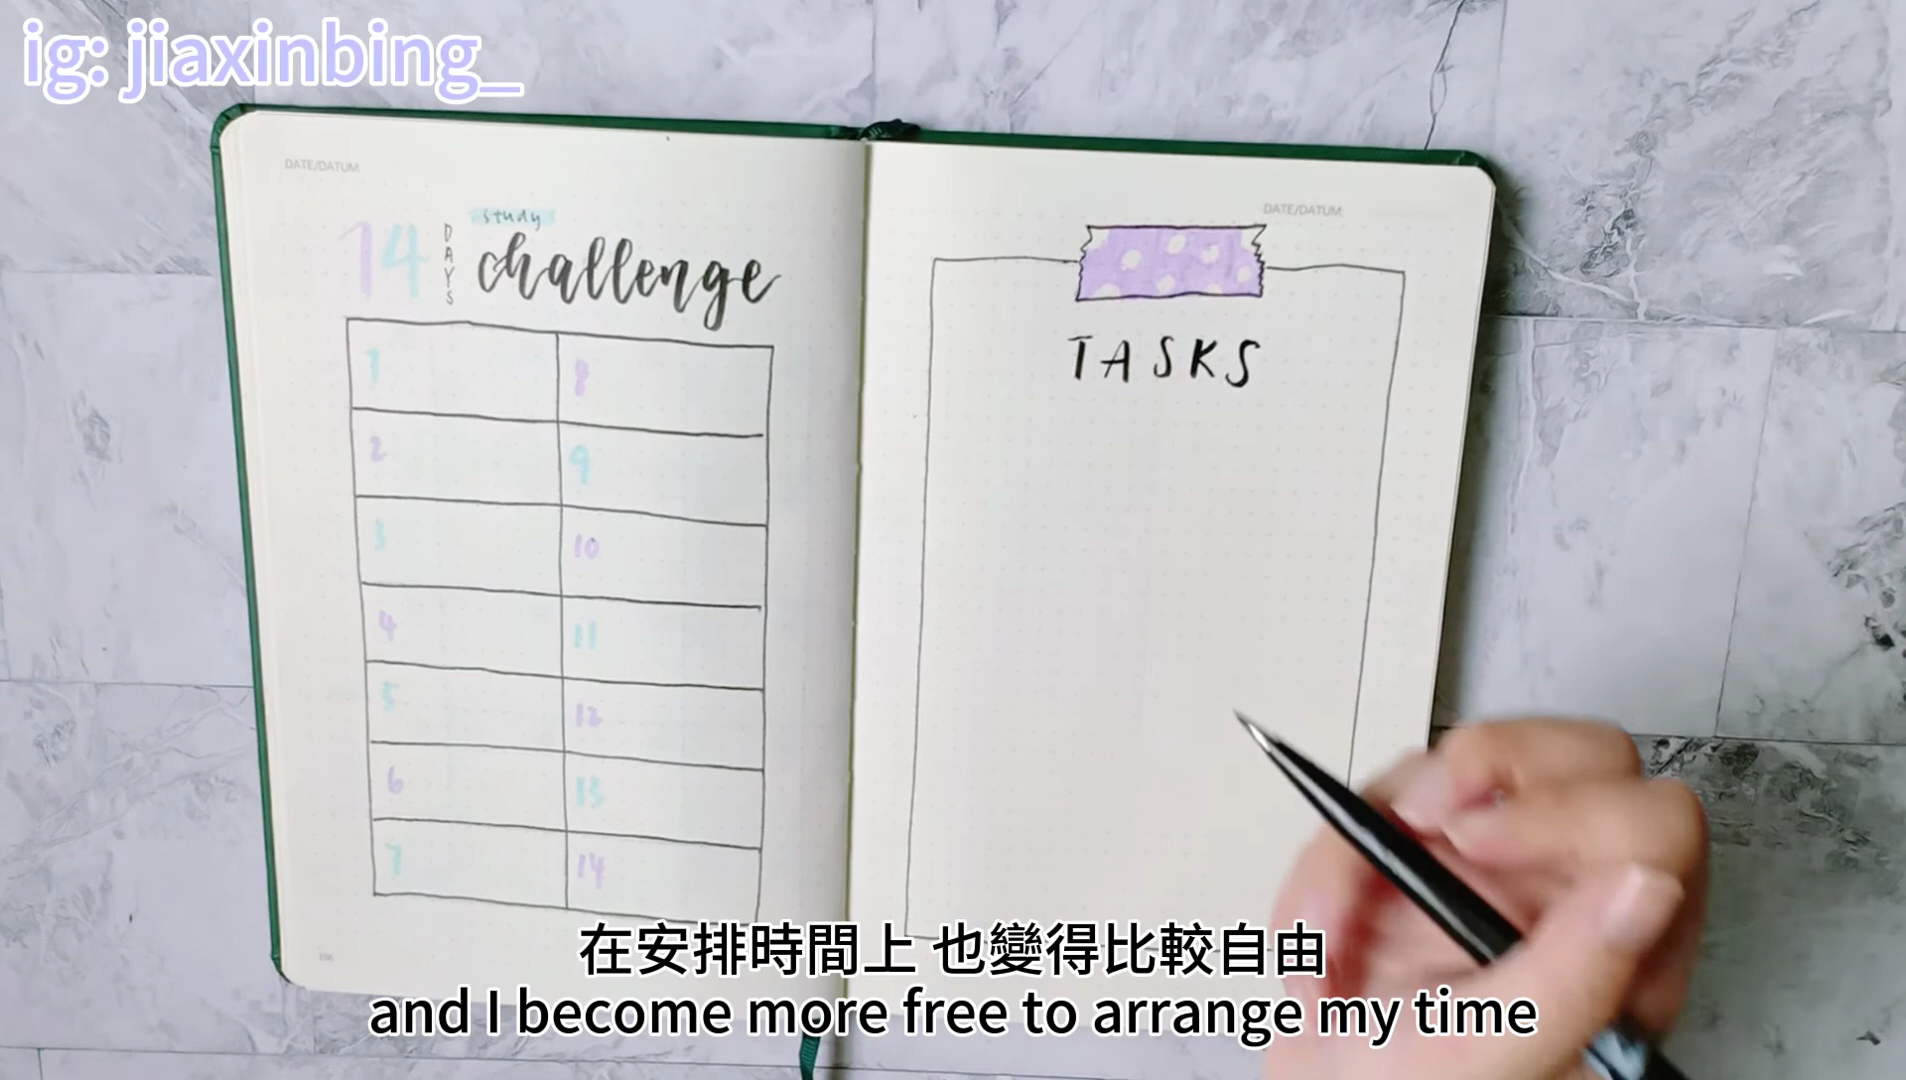 ig: jiaxinbing_
DATE/DATUM:
study
14 DAYS challenge
1
8
2
9
3
10
4
11
5
12
6
13
7
14
106
DATE/DATUM:
TASKS
在安排時間上 也變得比較自由
and I become more free to arrange my time